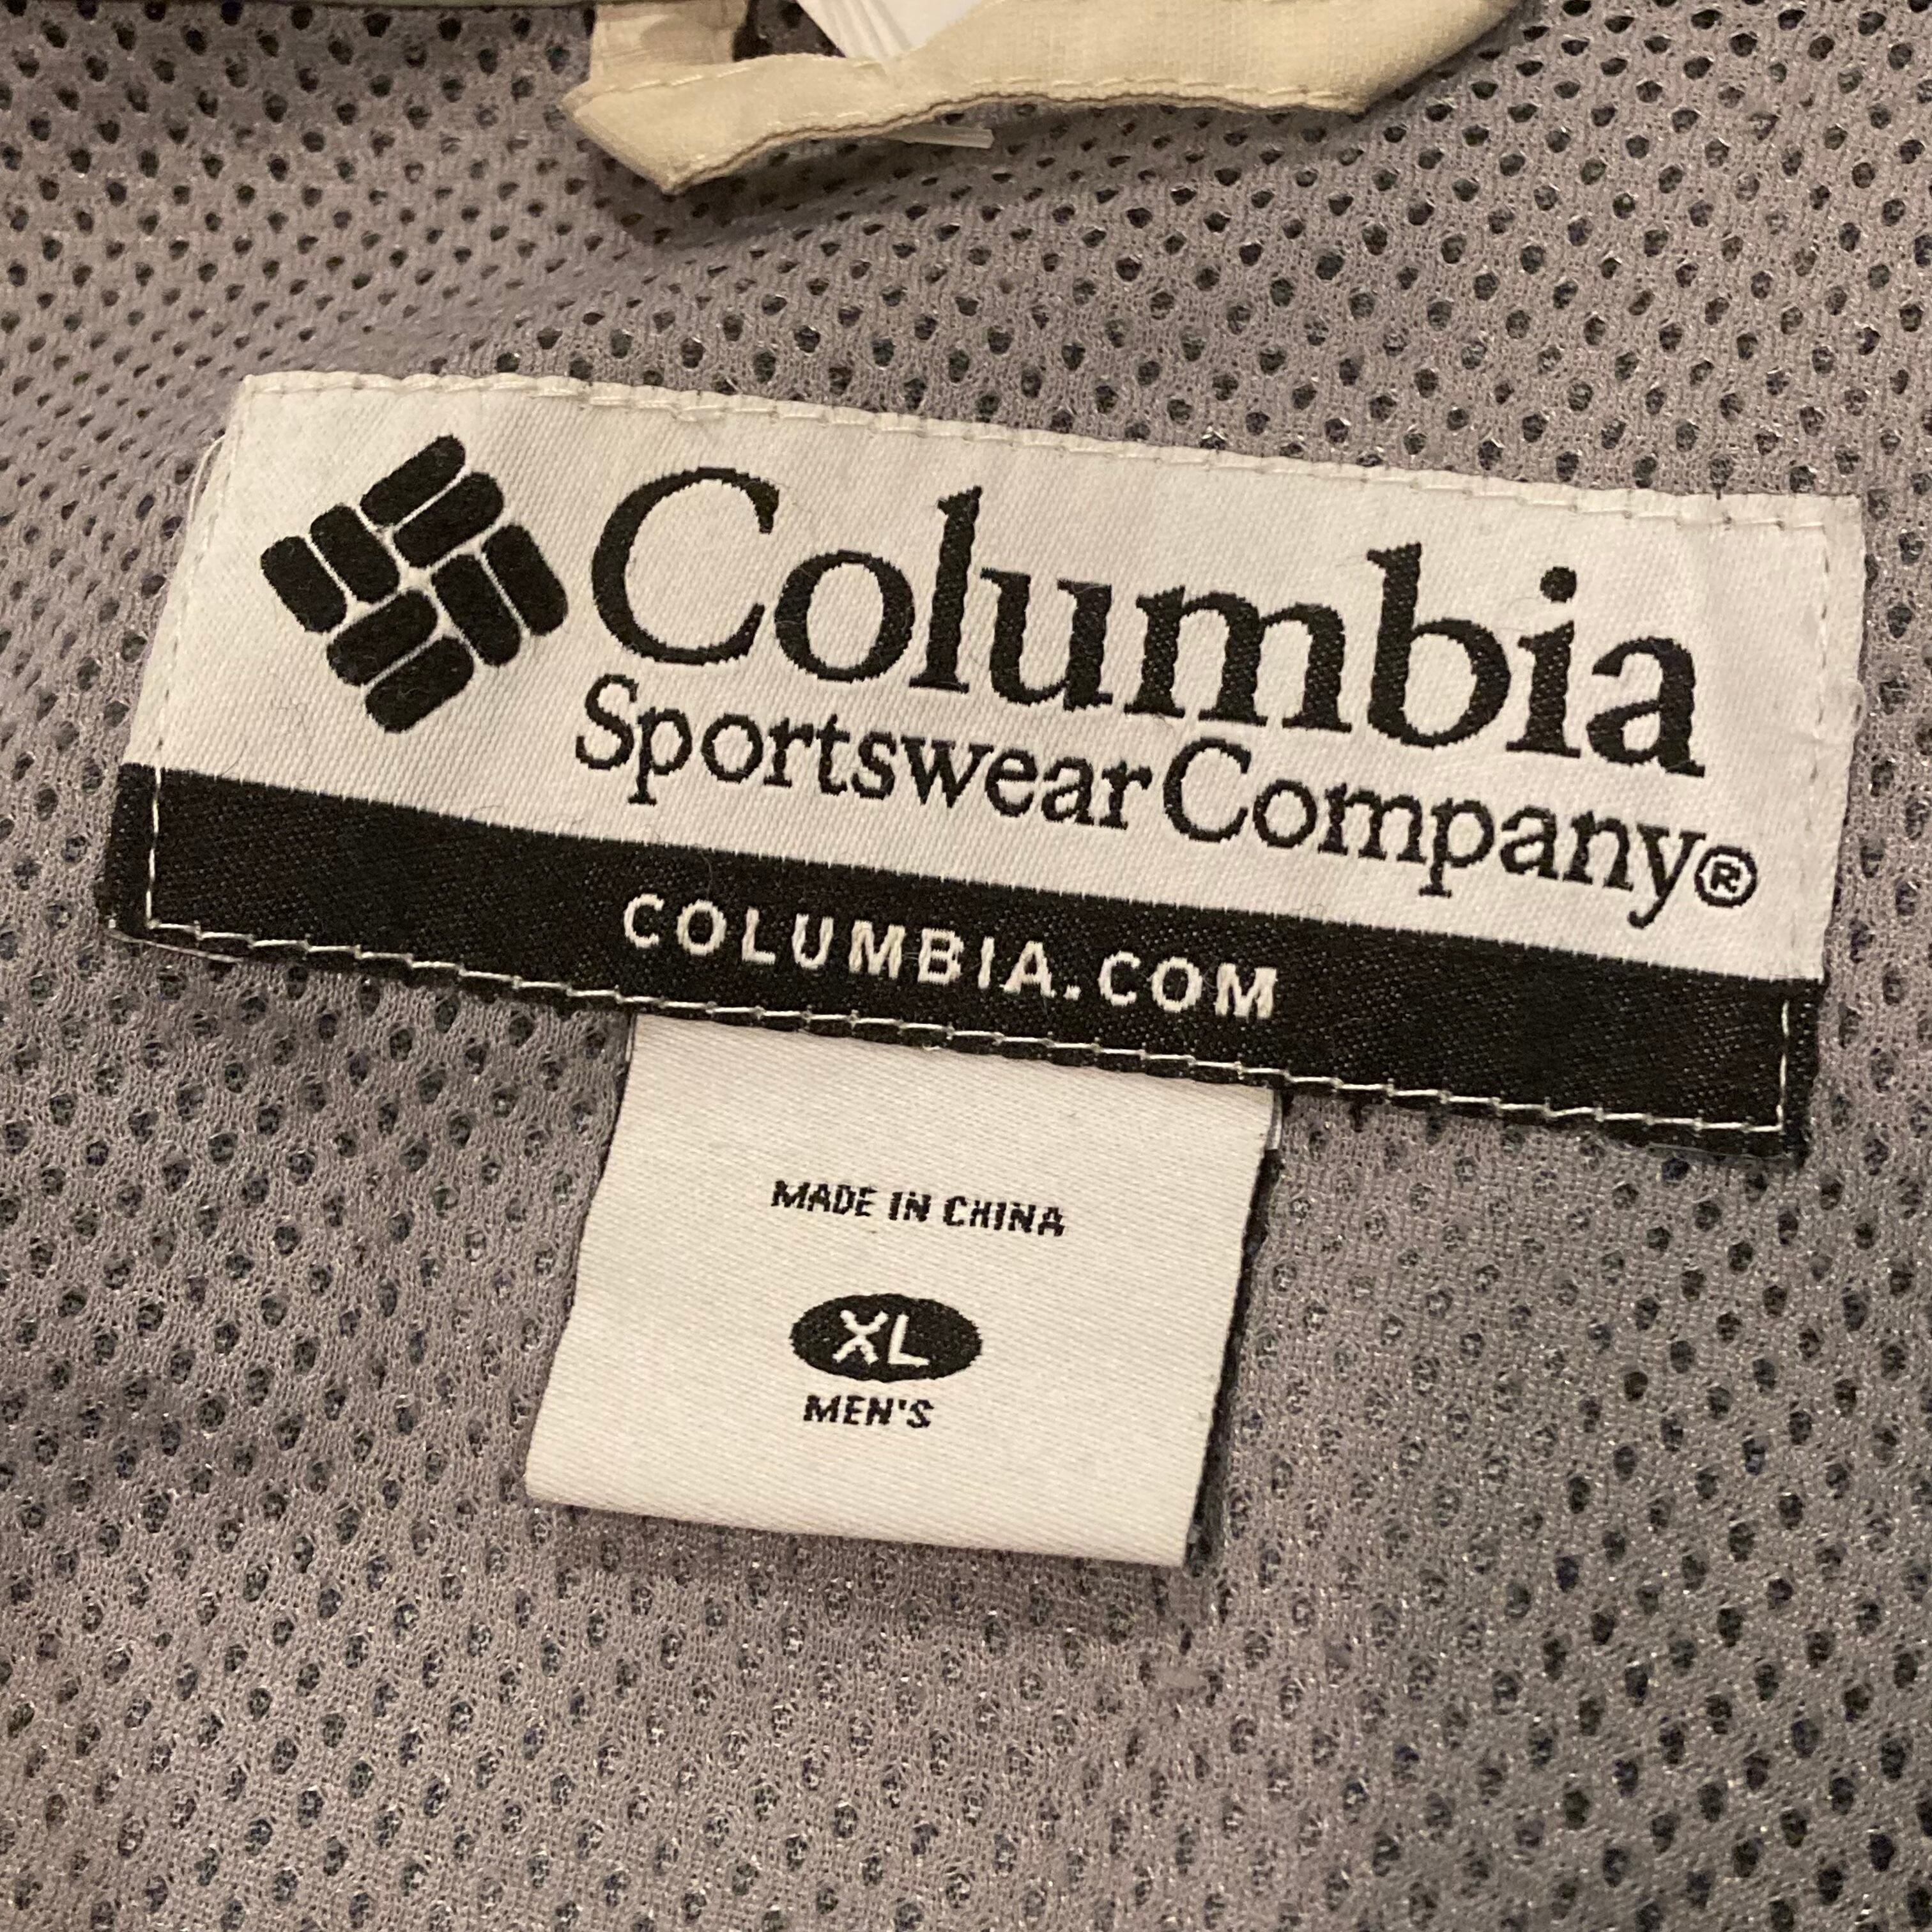 Columbia
Sportswear Company®
COLUMBIA.COM
MADE IN CHINA
XL
MEN'S